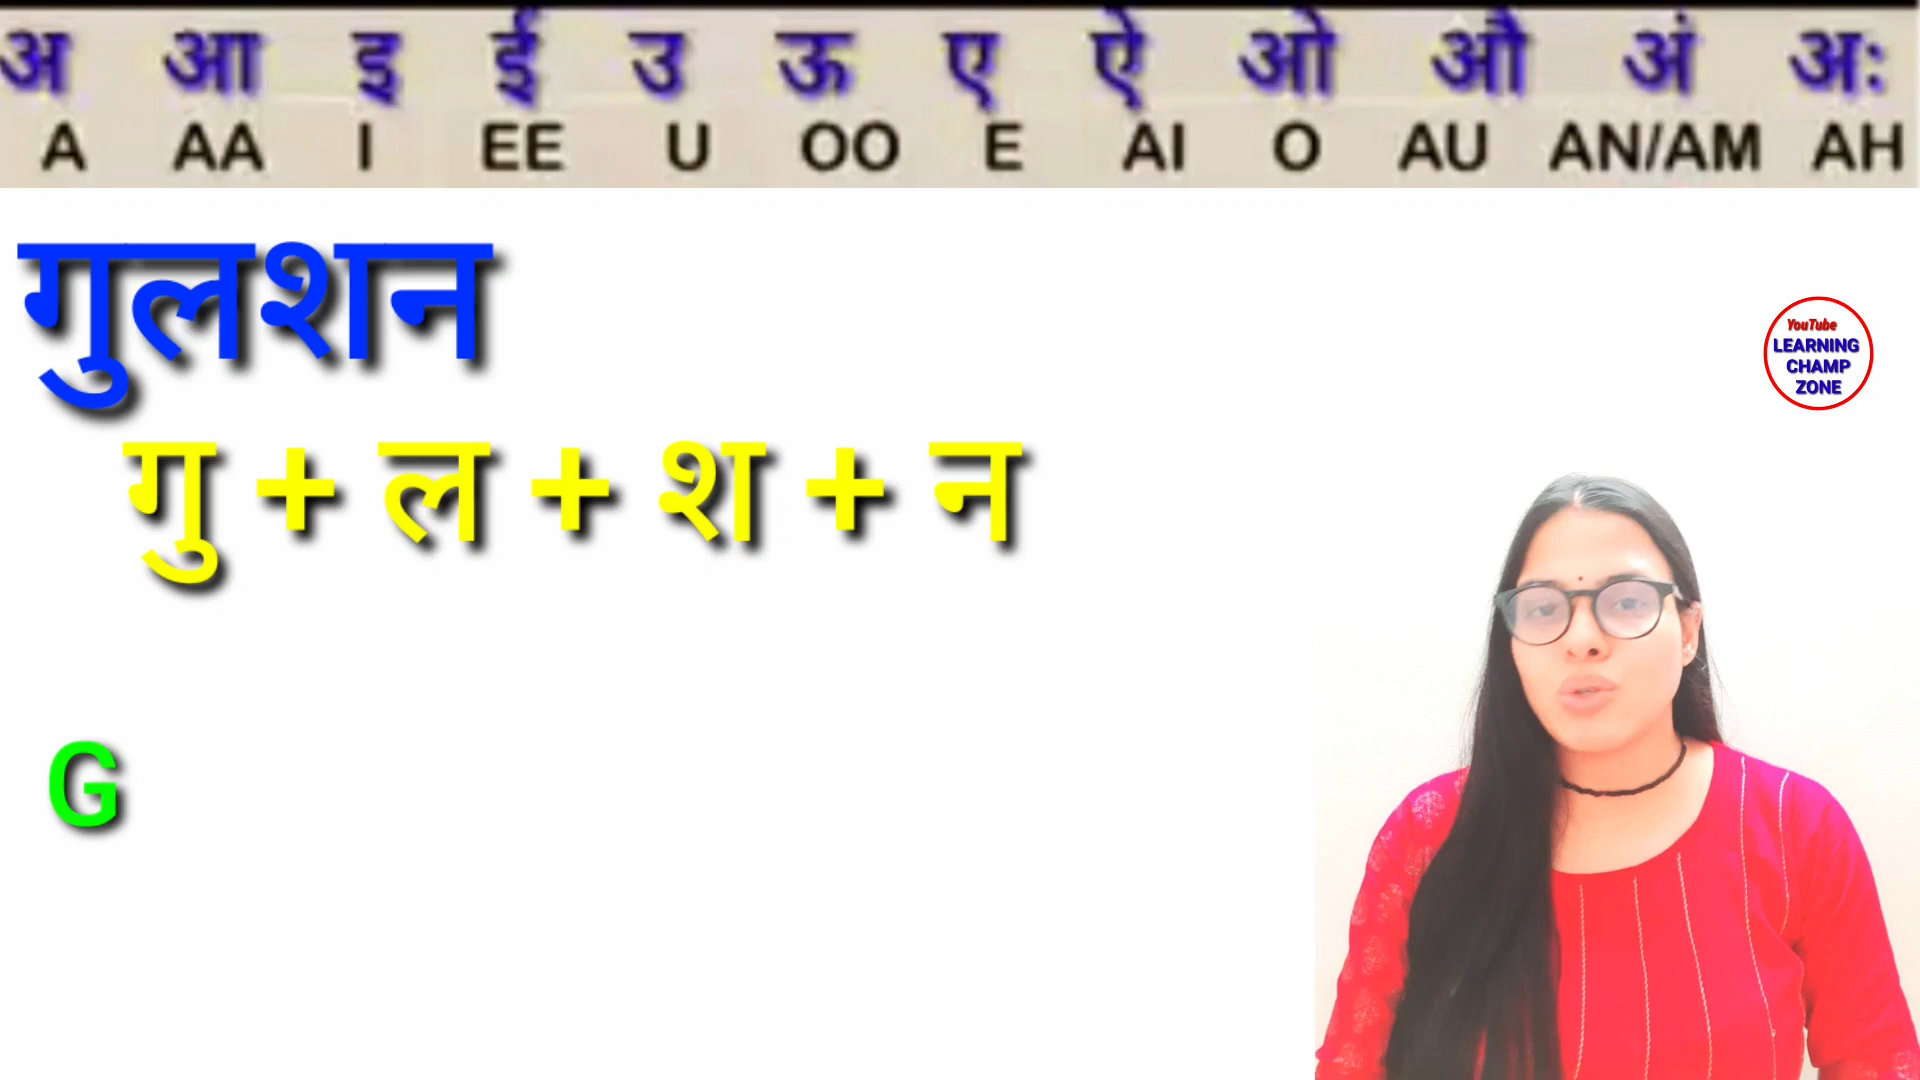 अ आ इ ई उ ऊ ए ऐ ओ औ अं अः
A AA I EE U OO E AI O AU AN/AM AH
गुलशन
YouTube
LEARNING
CHAMP
ZONE
गु + ल + श + न
G